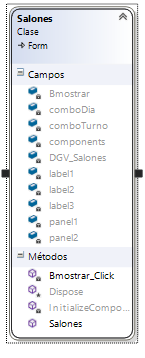 Salones
Clase
Form
Campos
Bmostrar
comboDia
comboTurno
components
DGV_Salones
label1
label2
label3
panel1
panel2
Métodos
Bmostrar_Click
Dispose
InitializeCompo...
Salones